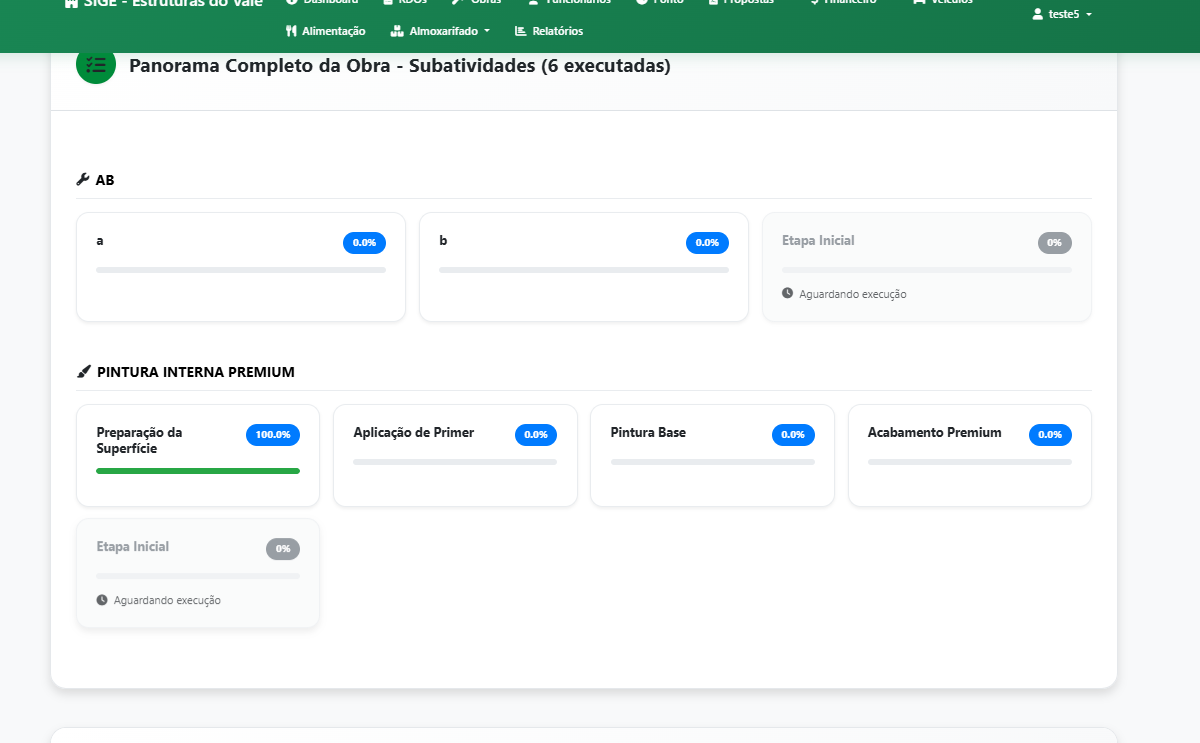 SIGE - Estruturas do Vale
Dashboard RDOs Obras Funcionários Ponto Propostas Financeiro Veículos
teste5
Alimentação Almoxarifado Relatórios
Panorama Completo da Obra - Subatividades (6 executadas)
AB
a 0.0%
b 0.0%
Etapa Inicial 0%
Aguardando execução
PINTURA INTERNA PREMIUM
Preparação da
Superfície 100.0%
Aplicação de Primer 0.0%
Pintura Base 0.0%
Acabamento Premium 0.0%
Etapa Inicial 0%
Aguardando execução